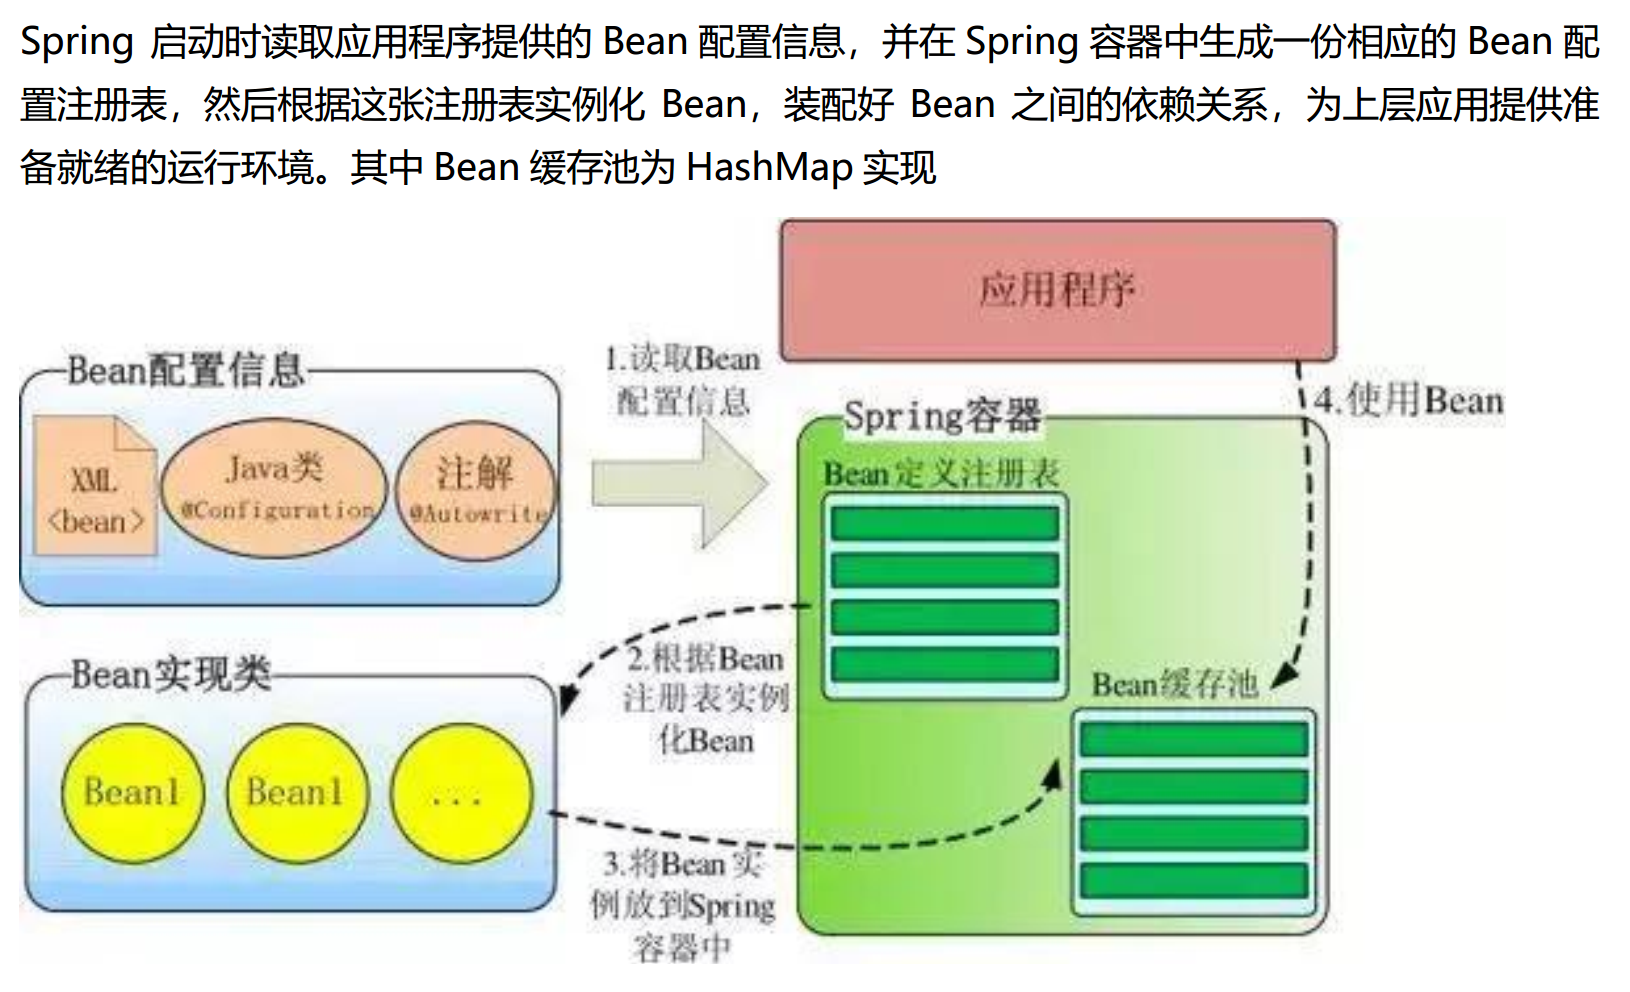 Spring 启动时读取应用程序提供的 Bean 配置信息，并在 Spring 容器中生成一份相应的 Bean 配
置注册表，然后根据这张注册表实例化 Bean，装配好 Bean 之间的依赖关系，为上层应用提供准
备就绪的运行环境。其中 Bean 缓存池为 HashMap 实现
应用程序
Bean配置信息
XML
<bean>
Java类
@Configuration
注解
@Autowrite
1.读取Bean
配置信息
4.使用Bean
Spring容器
Bean定义注册表
2.根据Bean
注册表实例
化Bean
Bean实现类
Bean1
Bean1
...
Bean缓存池
3.将Bean实
例放到Spring
容器中